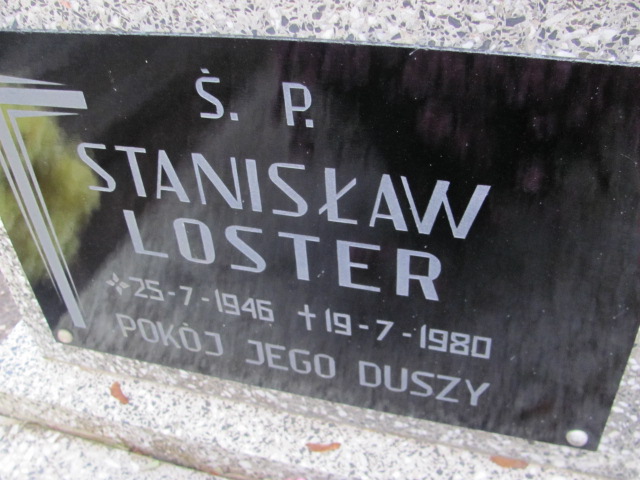 Ś. P.
STANISŁAW
LOSTER
25-7-1946 †19-7-1980
POKÓJ JEGO DUSZY